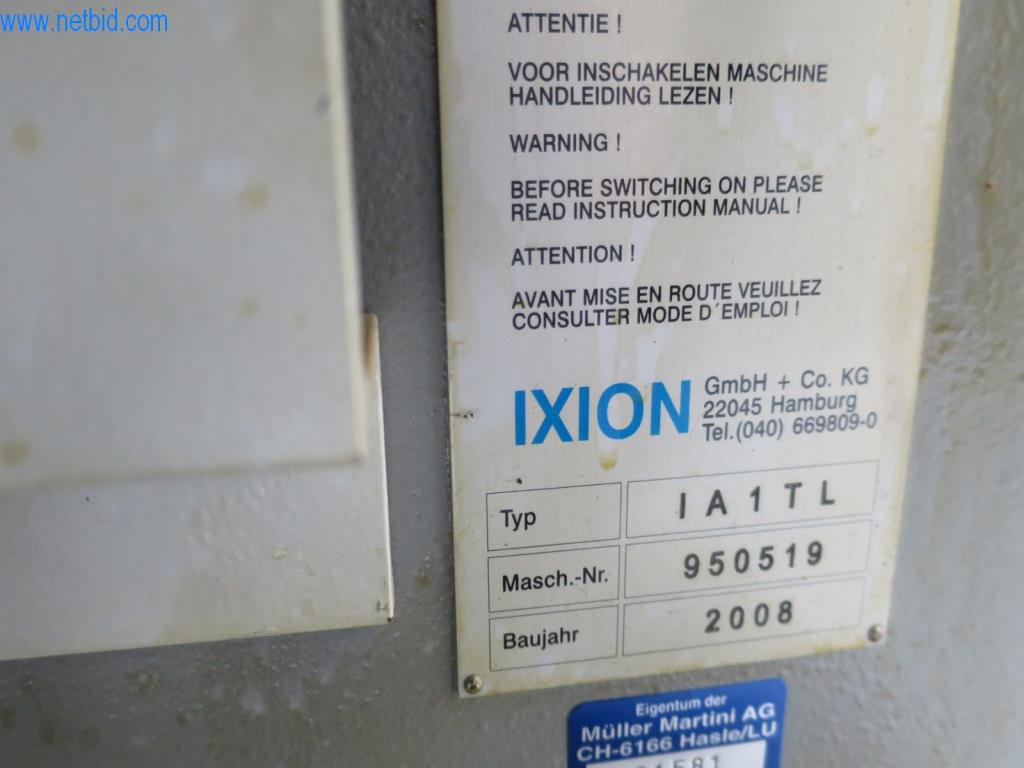 www.netbid.com
ATTENTIE !
VOOR INSCHAKELEN MASCHINE
HANDLEIDING LEZEN !
WARNING !
BEFORE SWITCHING ON PLEASE
READ INSTRUCTION MANUAL !
ATTENTION !
AVANT MISE EN ROUTE VEUILLEZ
CONSULTER MODE D´EMPLOI !
IXION
GmbH + Co. KG
22045 Hamburg
Tel.(040) 669809-0
Typ IA1TL
Masch.-Nr. 950519
Baujahr 2008
Eigentum der
Müller Martini AG
CH-6166 Hasle/LU